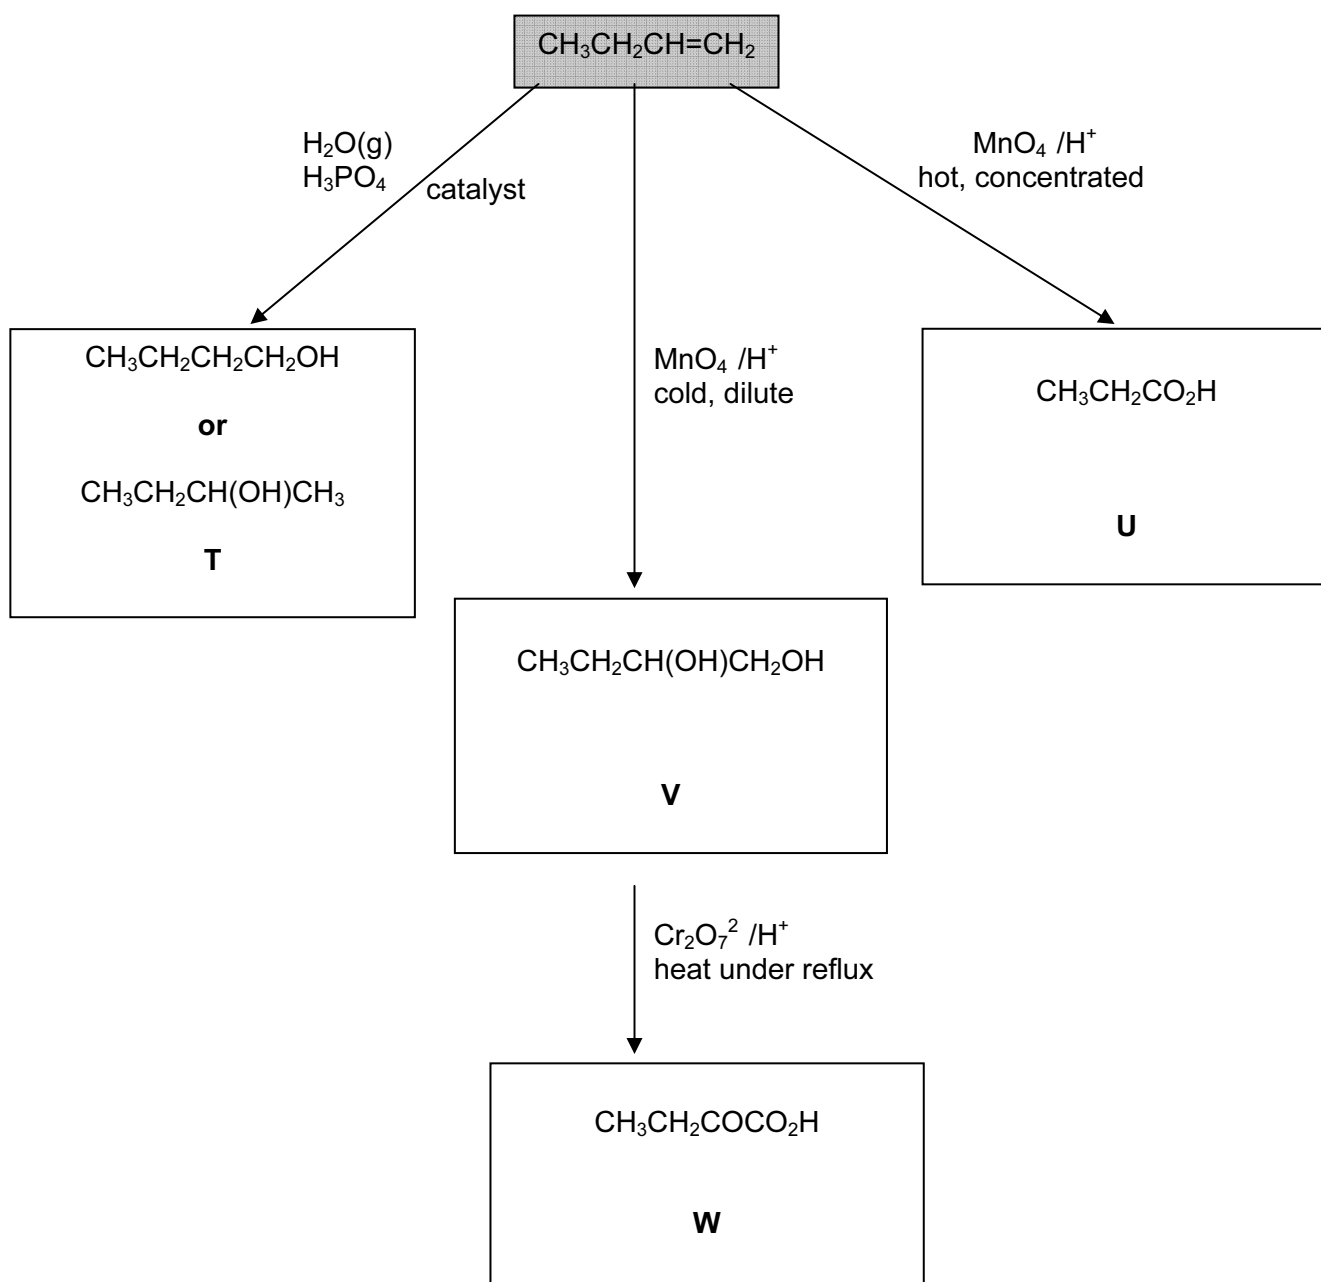 CH₃CH₂CH=CH₂
H₂O(g)
H₃PO₄
catalyst
MnO₄ /H⁺
hot, concentrated
CH₃CH₂CH₂CH₂OH
or
CH₃CH₂CH(OH)CH₃
T
MnO₄ /H⁺
cold, dilute
CH₃CH₂CO₂H
U
CH₃CH₂CH(OH)CH₂OH
V
Cr₂O₇² /H⁺
heat under reflux
CH₃CH₂COCO₂H
W